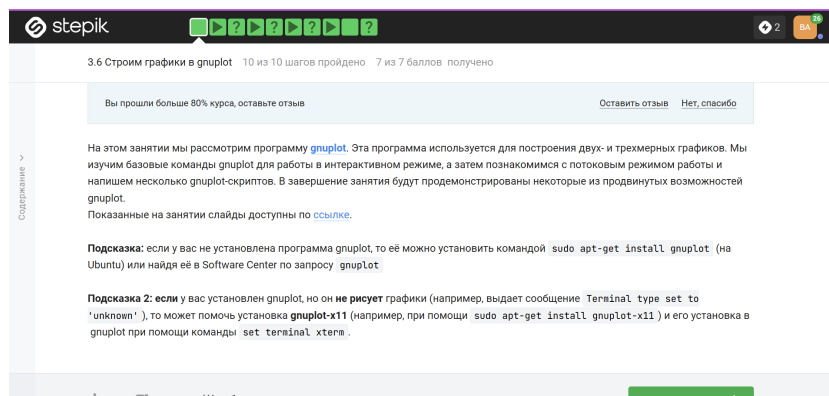 stepik
? ? ? ?
2
ВА
26
3.6 Строим графики в gnuplot 10 из 10 шагов пройдено 7 из 7 баллов получено
Вы прошли больше 80% курса, оставьте отзыв Оставить отзыв Нет, спасибо
Содержание
На этом занятии мы рассмотрим программу gnuplot. Эта программа используется для построения двух- и трехмерных графиков. Мы
изучим базовые команды gnuplot для работы в интерактивном режиме, а затем познакомимся с потоковым режимом работы и
напишем несколько gnuplot-скриптов. В завершение занятия будут продемонстрированы некоторые из продвинутых возможностей
gnuplot.
Показанные на занятии слайды доступны по ссылке.
Подсказка: если у вас не установлена программа gnuplot, то её можно установить командой sudo apt-get install gnuplot (на
Ubuntu) или найдя её в Software Center по запросу gnuplot
Подсказка 2: если у вас установлен gnuplot, но он не рисует графики (например, выдает сообщение Terminal type set to
'unknown' ), то может помочь установка gnuplot-x11 (например, при помощи sudo apt-get install gnuplot-x11 ) и его установка в
gnuplot при помощи команды set terminal xterm .